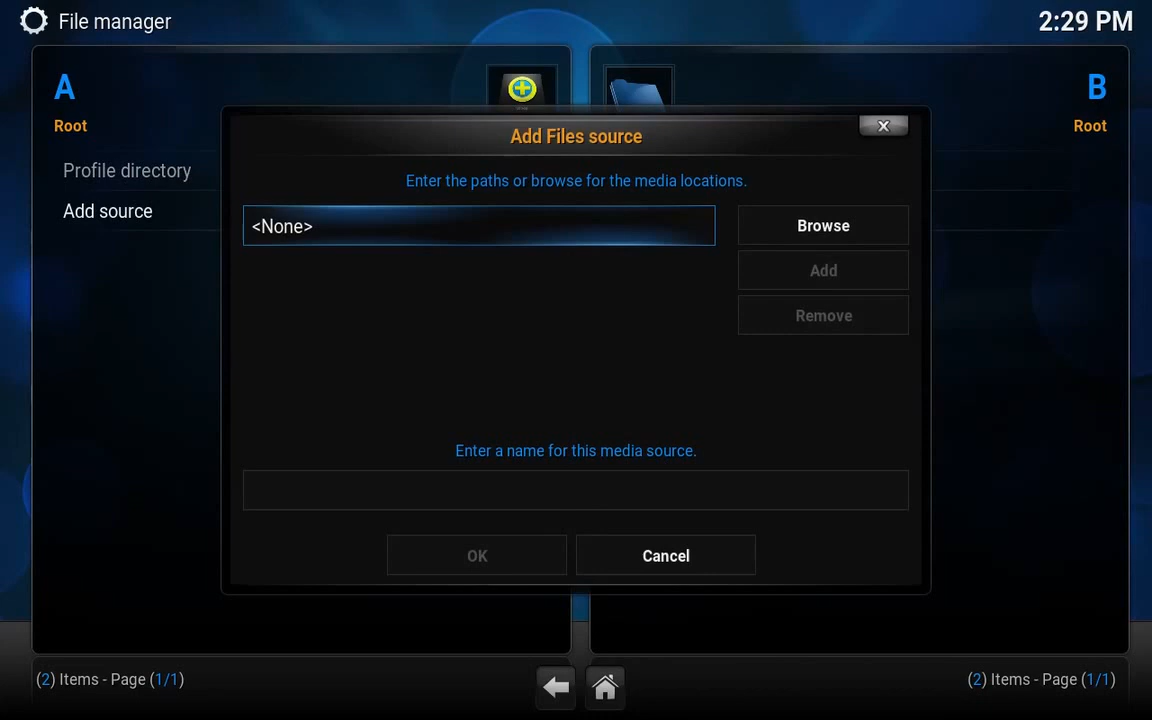 File manager
2:29 PM
A
B
Root
Root
Profile directory
Add source
Add Files source
x
Enter the paths or browse for the media locations.
<None>
Browse
Add
Remove
Enter a name for this media source.
OK
Cancel
(2) Items - Page (1/1)
(2) Items - Page (1/1)